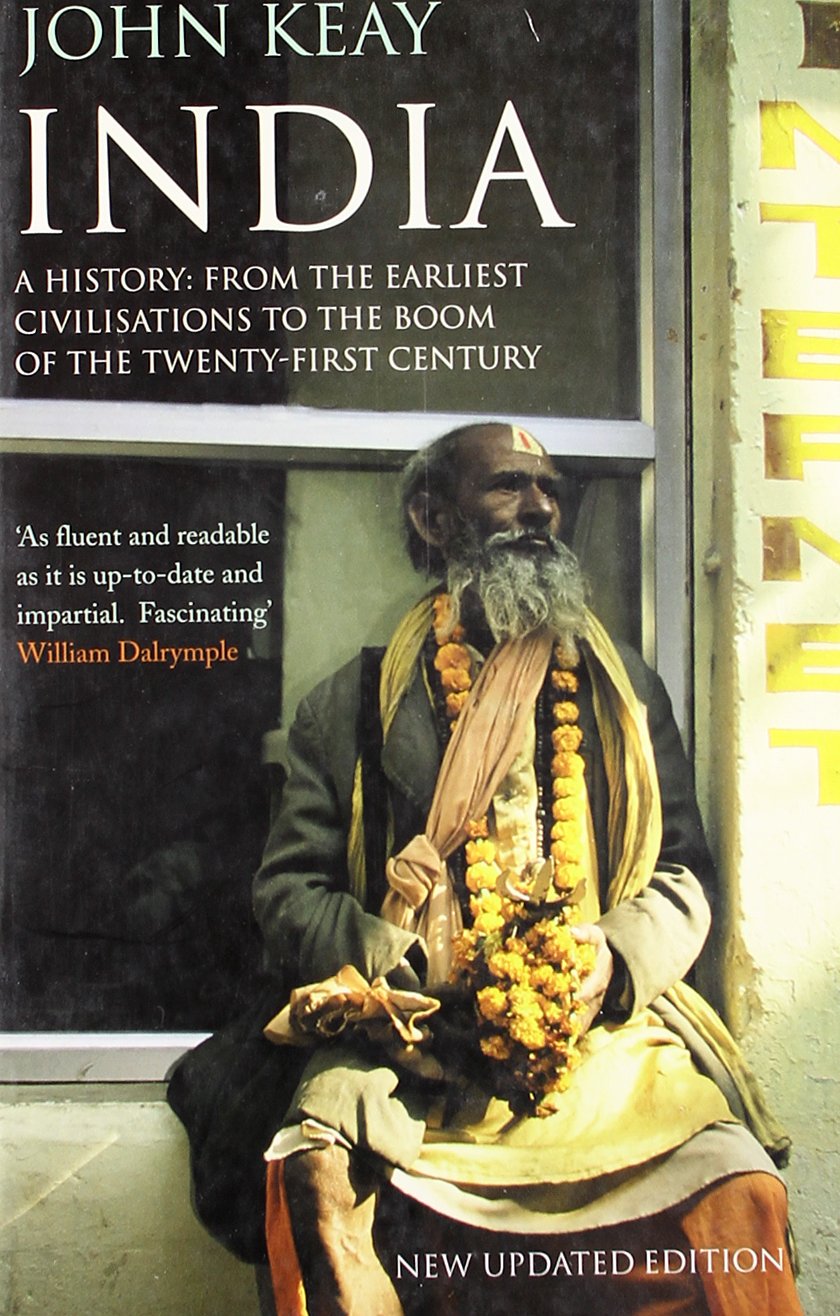 JOHN KEAY
INDIA
A HISTORY: FROM THE EARLIEST
CIVILISATIONS TO THE BOOM
OF THE TWENTY-FIRST CENTURY
‘As fluent and readable
as it is up-to-date and
impartial.  Fascinating’
William Dalrymple
INTERNET
NEW UPDATED EDITION